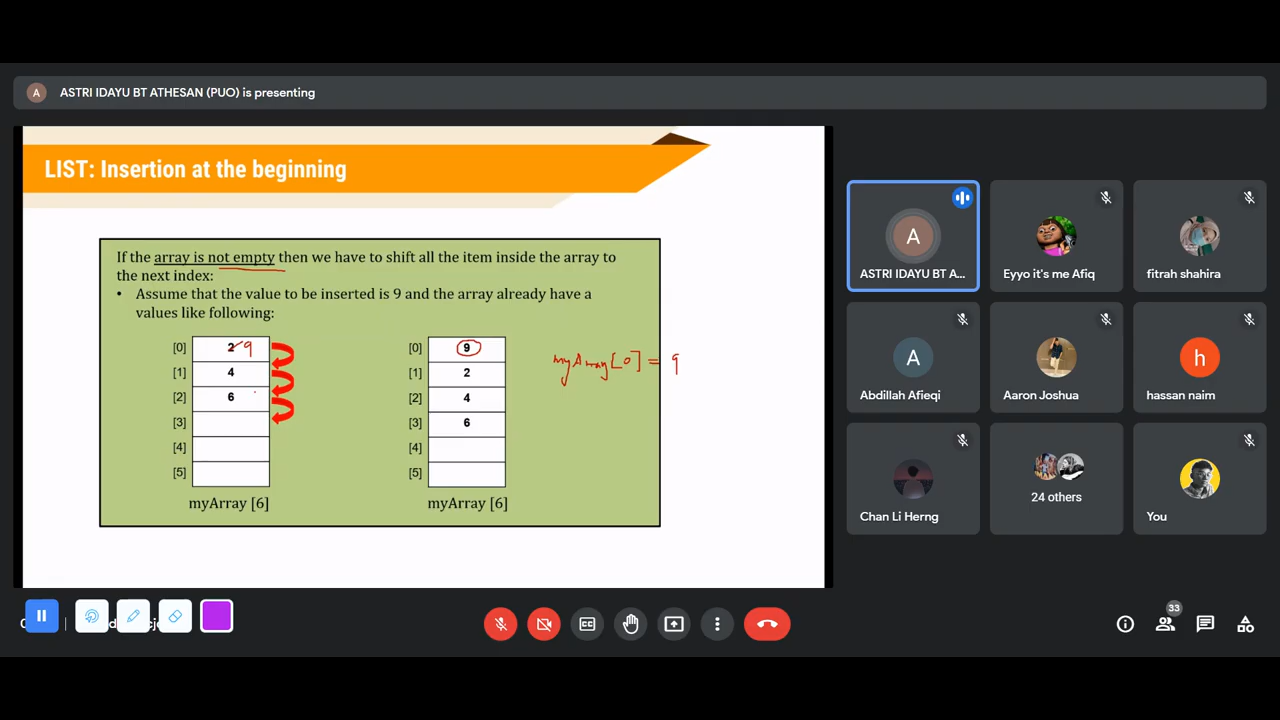 A ASTRI IDAYU BT ATHESAN (PUO) is presenting
LIST: Insertion at the beginning
If the array is not empty then we have to shift all the item inside the array to
the next index:
• Assume that the value to be inserted is 9 and the array already have a
values like following:
[0] 2 9
[1] 4
[2] 6
[3]
[4]
[5]
myArray [6]
[0] 9
[1] 2
[2] 4
[3] 6
[4]
[5]
myArray [6]
myArray[0] = 9
A
ASTRI IDAYU BT A...
Eyyo it's me Afiq
fitrah shahira
A
Abdillah Afieqi
Aaron Joshua
h
hassan naim
Chan Li Herng
24 others
You
33